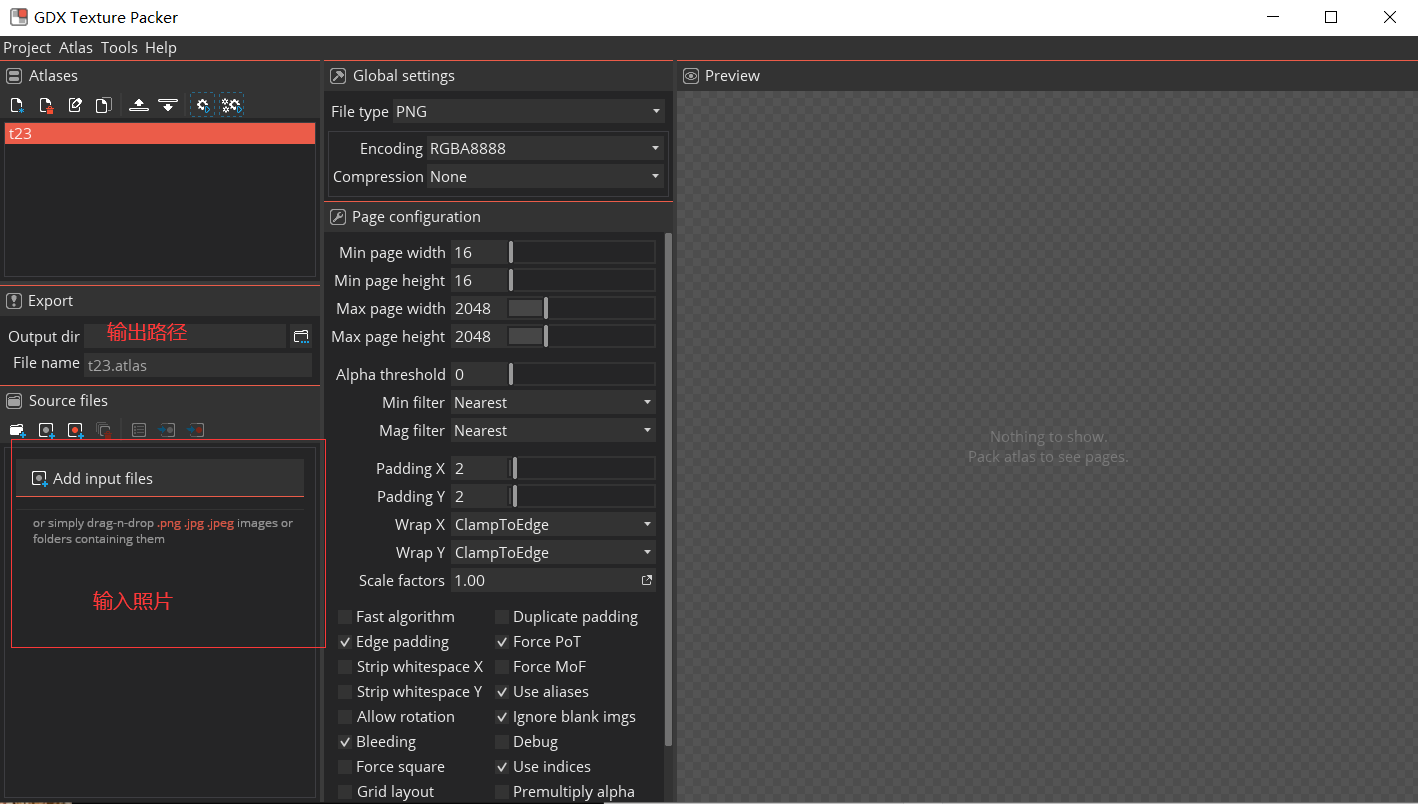 GDX Texture Packer
Project Atlas Tools Help
Atlases
t23
Export
Output dir 输出路径
File name t23.atlas
Source files
Add input files
or simply drag-n-drop .png .jpg .jpeg images or
folders containing them
输入照片
Global settings
File type PNG
Encoding RGBA8888
Compression None
Page configuration
Min page width 16
Min page height 16
Max page width 2048
Max page height 2048
Alpha threshold 0
Min filter Nearest
Mag filter Nearest
Padding X 2
Padding Y 2
Wrap X ClampToEdge
Wrap Y ClampToEdge
Scale factors 1.00
Fast algorithm Duplicate padding
Edge padding Force PoT
Strip whitespace X Force MoF
Strip whitespace Y Use aliases
Allow rotation Ignore blank imgs
Bleeding Debug
Force square Use indices
Grid layout Premultiply alpha
Preview
Nothing to show.
Pack atlas to see pages.